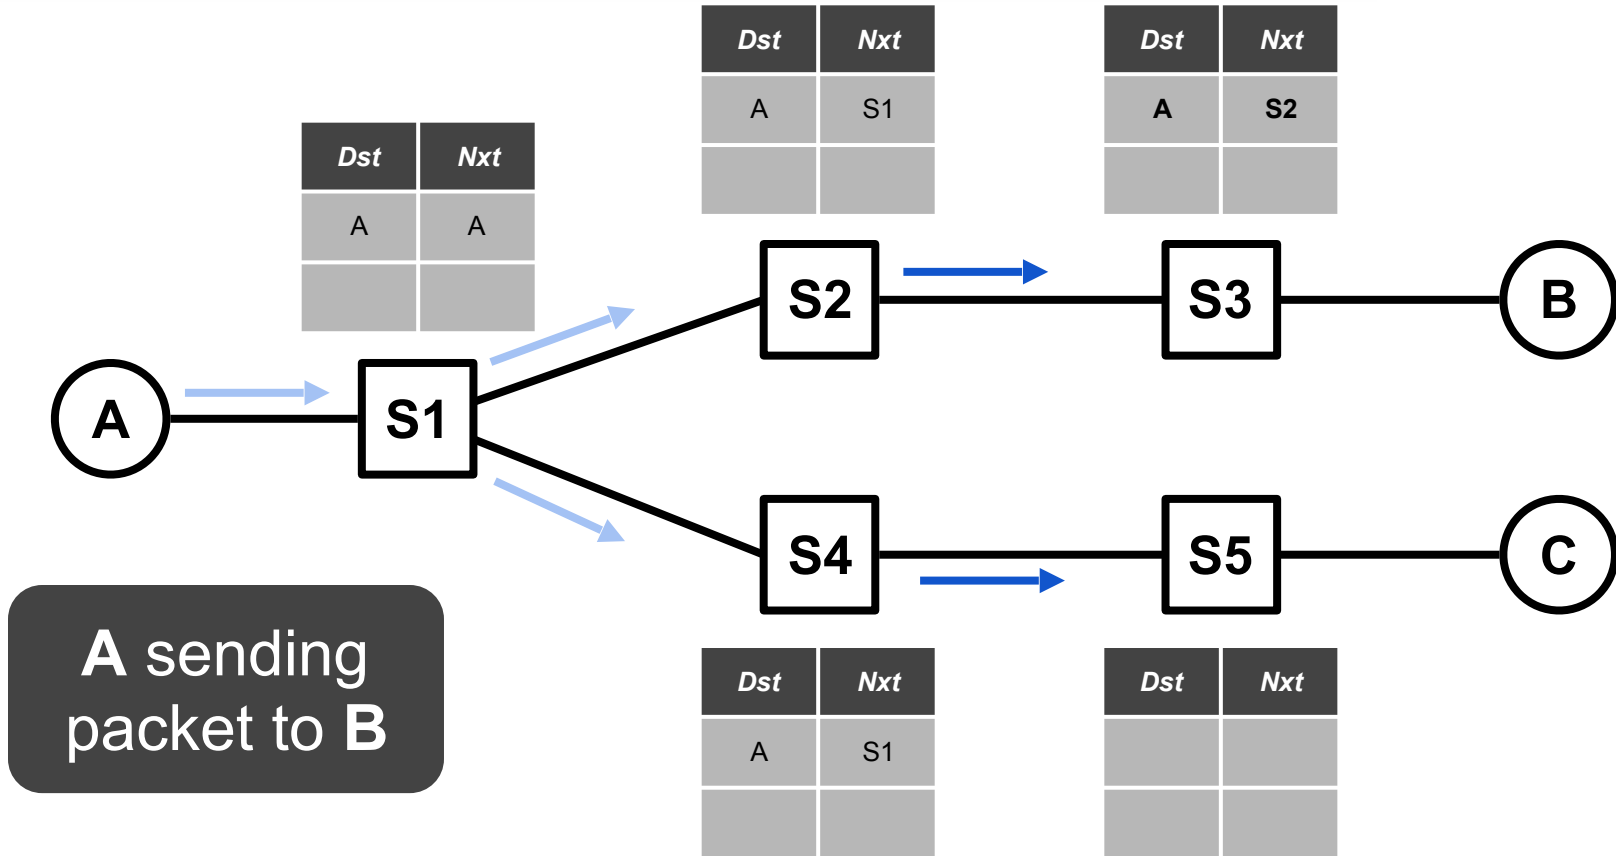 Dst Nxt
A S1
Dst Nxt
A S2
Dst Nxt
A A
S2
S3
B
A
S1
S4
S5
C
A sending
packet to B
Dst Nxt
A S1
Dst Nxt